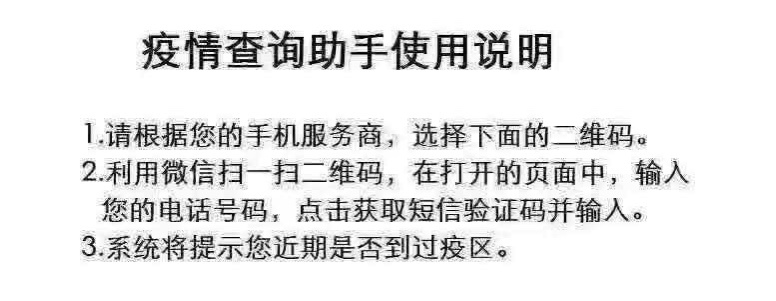 疫情查询助手使用说明
1.请根据您的手机服务商，选择下面的二维码。
2.利用微信扫一扫二维码，在打开的页面中，输入
您的电话号码，点击获取短信验证码并输入。
3.系统将提示您近期是否到过疫区。